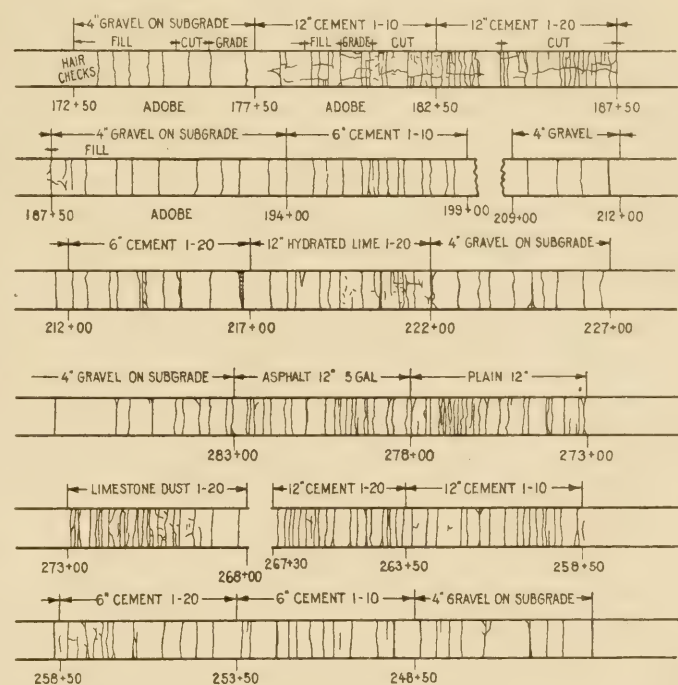 4" GRAVEL ON SUBGRADE 12" CEMENT 1-10 12" CEMENT 1-20
FILL CUT GRADE FILL GRADE CUT CUT
HAIR
CHECKS
172+50 ADOBE 177+50 ADOBE 182+50 187+50
4" GRAVEL ON SUBGRADE 6" CEMENT 1-10 4" GRAVEL
FILL
187+50 ADOBE 194+00 199+00 209+00 212+00
6" CEMENT 1-20 12" HYDRATED LIME 1-20 4" GRAVEL ON SUBGRADE
212+00 217+00 222+00 227+00
4" GRAVEL ON SUBGRADE ASPHALT 12" 5 GAL PLAIN 12"
283+00 278+00 273+00
LIMESTONE DUST 1-20 12" CEMENT 1-20 12" CEMENT 1-10
273+00 268+00 267+30 263+50 258+50
6" CEMENT 1-20 6" CEMENT 1-10 4" GRAVEL ON SUBGRADE
258+50 253+50 248+50